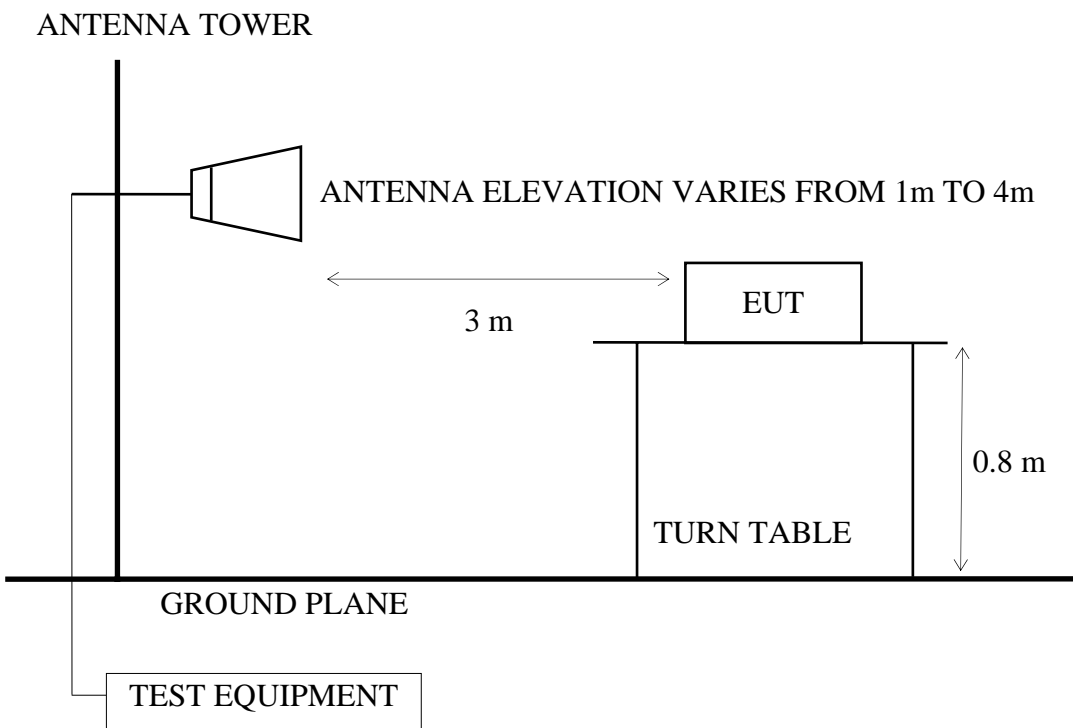 ANTENNA TOWER
ANTENNA ELEVATION VARIES FROM 1m TO 4m
EUT
3 m
0.8 m
TURN TABLE
GROUND PLANE
TEST EQUIPMENT